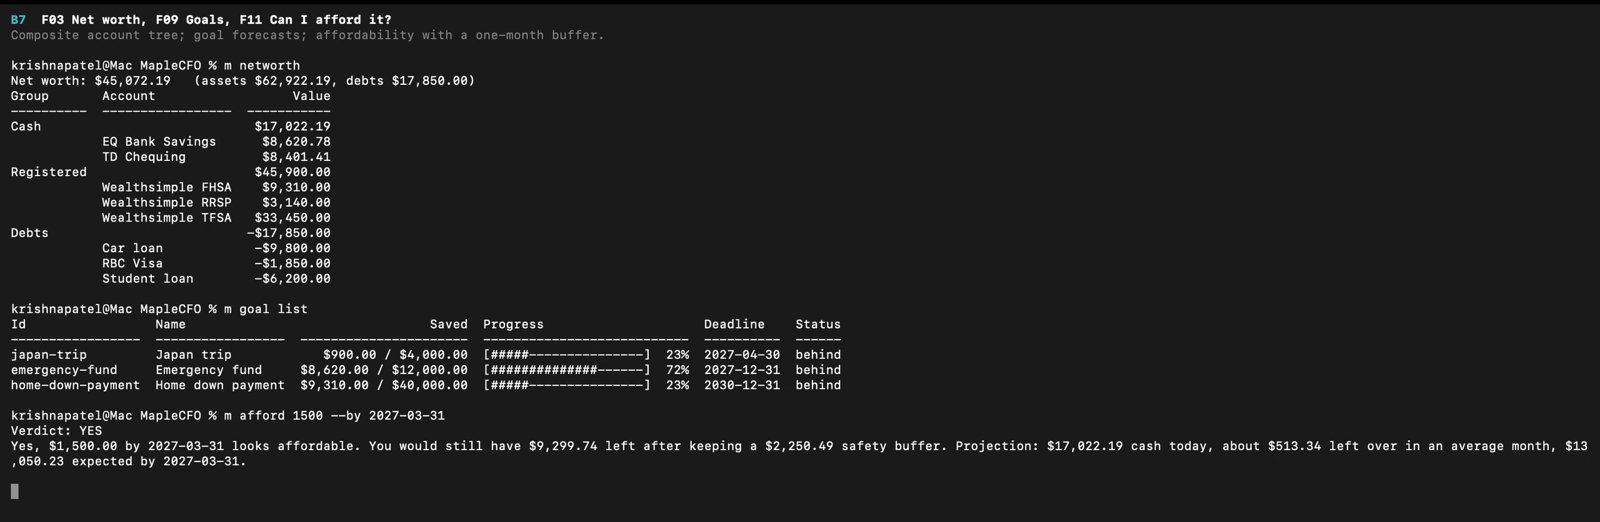 B7  F03 Net worth, F09 Goals, F11 Can I afford it?
Composite account tree; goal forecasts; affordability with a one-month buffer.
krishnapatel@Mac MapleCFO % m networth
Net worth: $45,072.19   (assets $62,922.19, debts $17,850.00)
Group       Account                  Value
----------  -----------------  -----------
Cash                            $17,022.19
            EQ Bank Savings      $8,620.78
            TD Chequing          $8,401.41
Registered                      $45,900.00
            Wealthsimple FHSA    $9,310.00
            Wealthsimple RRSP    $3,140.00
            Wealthsimple TFSA   $33,450.00
Debts                          -$17,850.00
            Car loan            -$9,800.00
            RBC Visa            -$1,850.00
            Student loan        -$6,200.00
krishnapatel@Mac MapleCFO % m goal list
Id                 Name                                Saved  Progress                     Deadline    Status
-----------------  -----------------  ----------------------  ---------------------------  ----------  ------
japan-trip         Japan trip            $900.00 / $4,000.00  [#####---------------]  23%  2027-04-30  behind
emergency-fund     Emergency fund     $8,620.00 / $12,000.00  [##############------]  72%  2027-12-31  behind
home-down-payment  Home down payment  $9,310.00 / $40,000.00  [#####---------------]  23%  2030-12-31  behind
krishnapatel@Mac MapleCFO % m afford 1500 --by 2027-03-31
Verdict: YES
Yes, $1,500.00 by 2027-03-31 looks affordable. You would still have $9,299.74 left after keeping a $2,250.49 safety buffer. Projection: $17,022.19 cash today, about $513.34 left over in an average month, $13
,050.23 expected by 2027-03-31.